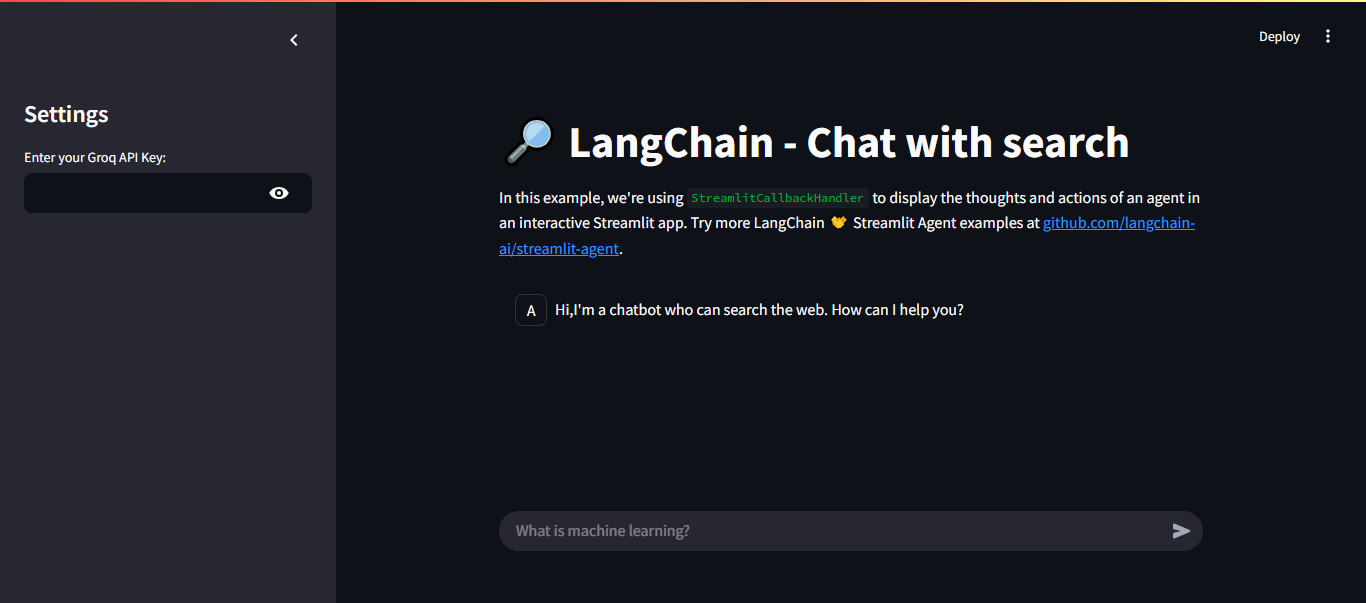 Deploy
Settings
Enter your Groq API Key:
LangChain - Chat with search
In this example, we're using StreamlitCallbackHandler to display the thoughts and actions of an agent in
an interactive Streamlit app. Try more LangChain 🤝 Streamlit Agent examples at github.com/langchain-
ai/streamlit-agent.
A Hi,I'm a chatbot who can search the web. How can I help you?
What is machine learning?